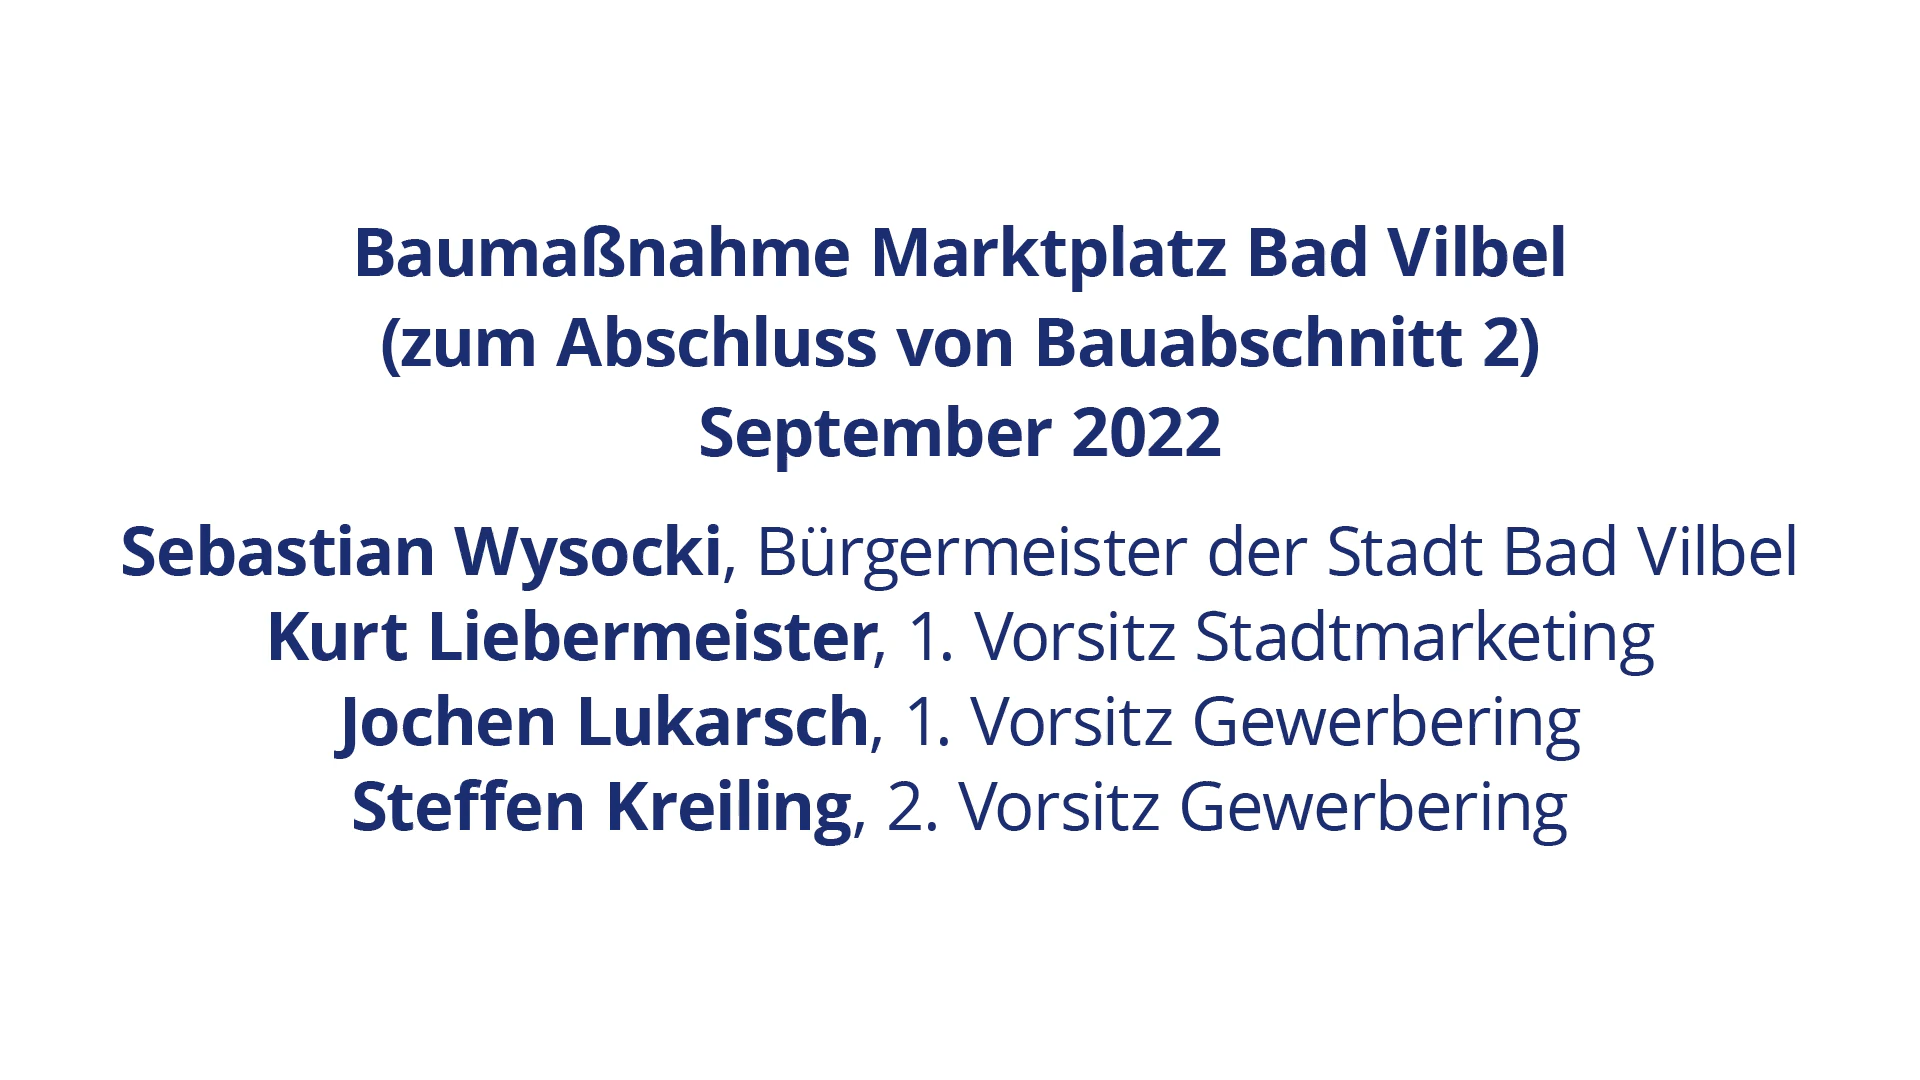 Baumaßnahme Marktplatz Bad Vilbel
(zum Abschluss von Bauabschnitt 2)
September 2022
Sebastian Wysocki, Bürgermeister der Stadt Bad Vilbel
Kurt Liebermeister, 1. Vorsitz Stadtmarketing
Jochen Lukarsch, 1. Vorsitz Gewerbering
Steffen Kreiling, 2. Vorsitz Gewerbering